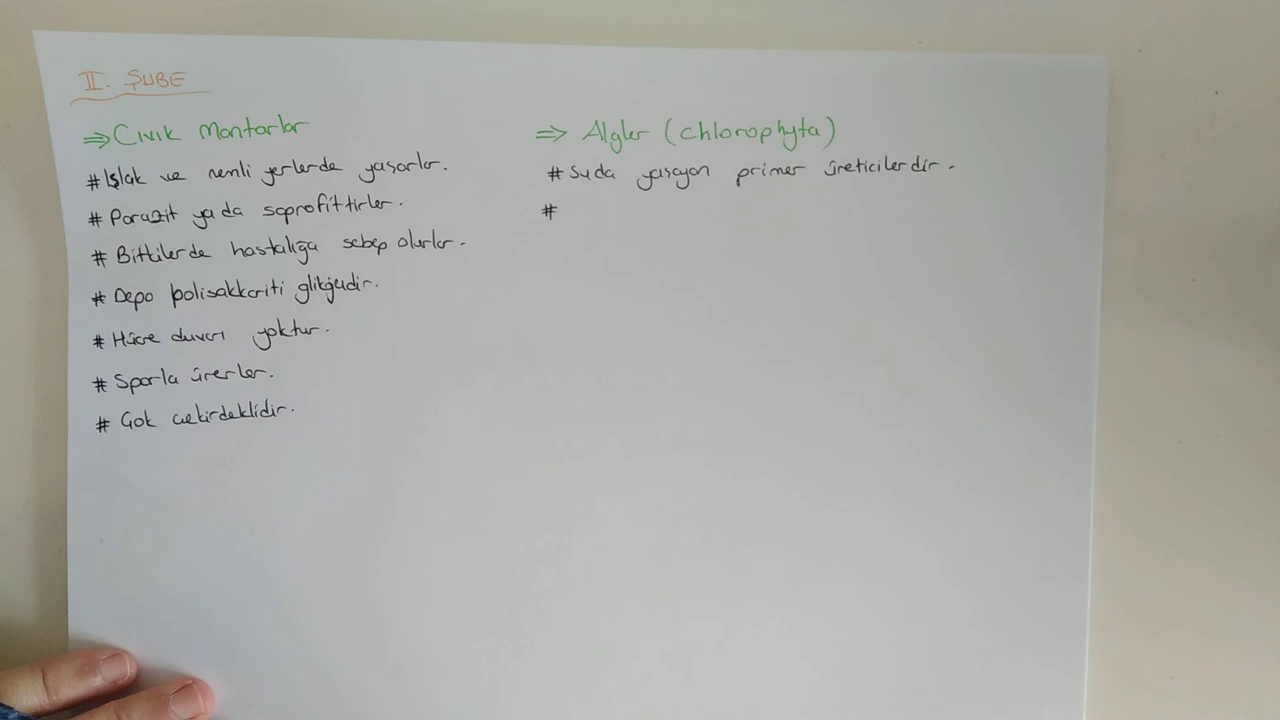 II. ŞUBE
⇒ Cıvık Mantarlar
# Islak ve nemli yerlerde yaşarlar.
# Parazit ya da saprofittirler.
# Bitkilerde hastalığa sebep olurlar.
# Depo polisakkariti glikojendir.
# Hücre duvarı yoktur.
# Sporla ürerler.
# Çok çekirdeklidir.
⇒ Algler (chlorophyta)
# Suda yaşayan primer üreticilerdir.
#